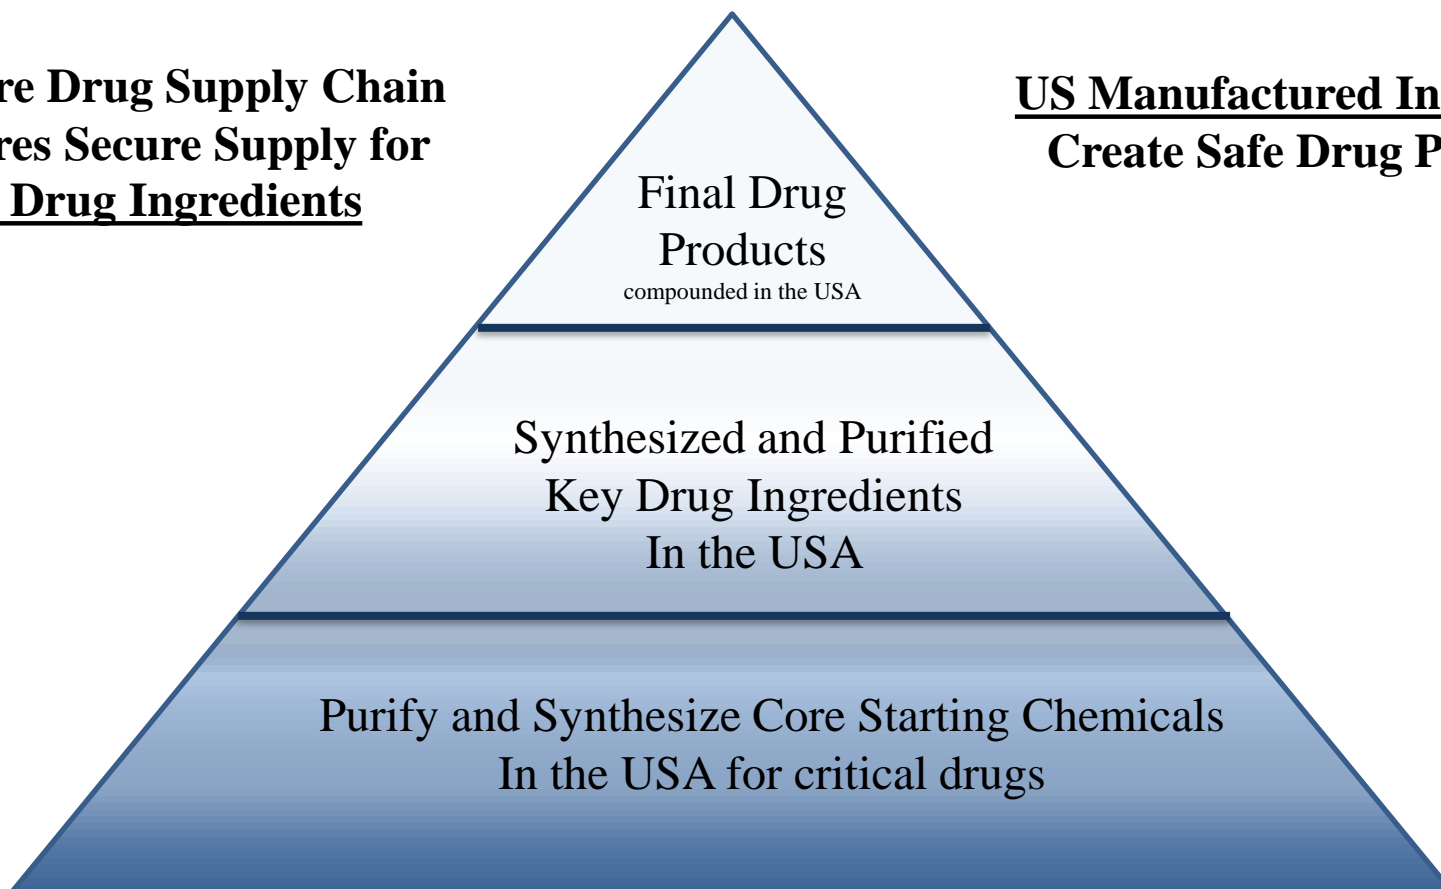 re Drug Supply Chain
res Secure Supply for
Drug Ingredients
US Manufactured In
Create Safe Drug P
Final Drug
Products
compounded in the USA
Synthesized and Purified
Key Drug Ingredients
In the USA
Purify and Synthesize Core Starting Chemicals
In the USA for critical drugs